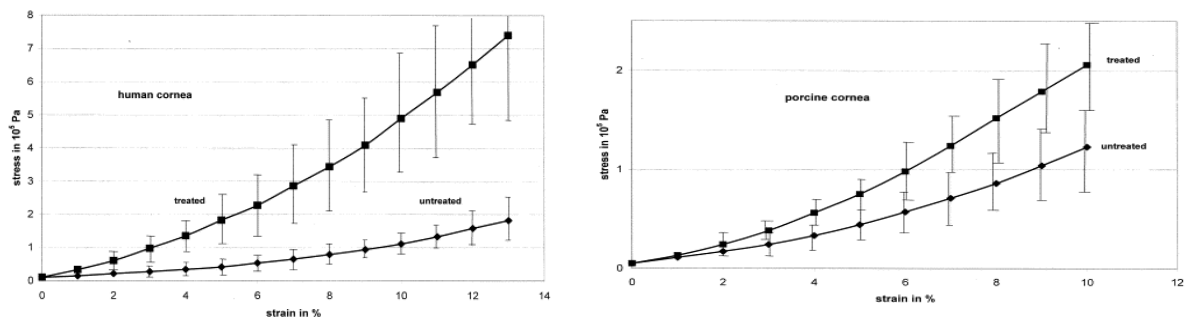 8
7
6
5
4
3
2
1
0
stress in 10⁵ Pa
human cornea
treated
untreated
0 2 4 6 8 10 12 14
strain in %
2
1
0
stress in 10⁵ Pa
porcine cornea
treated
untreated
0 2 4 6 8 10 12
strain in %